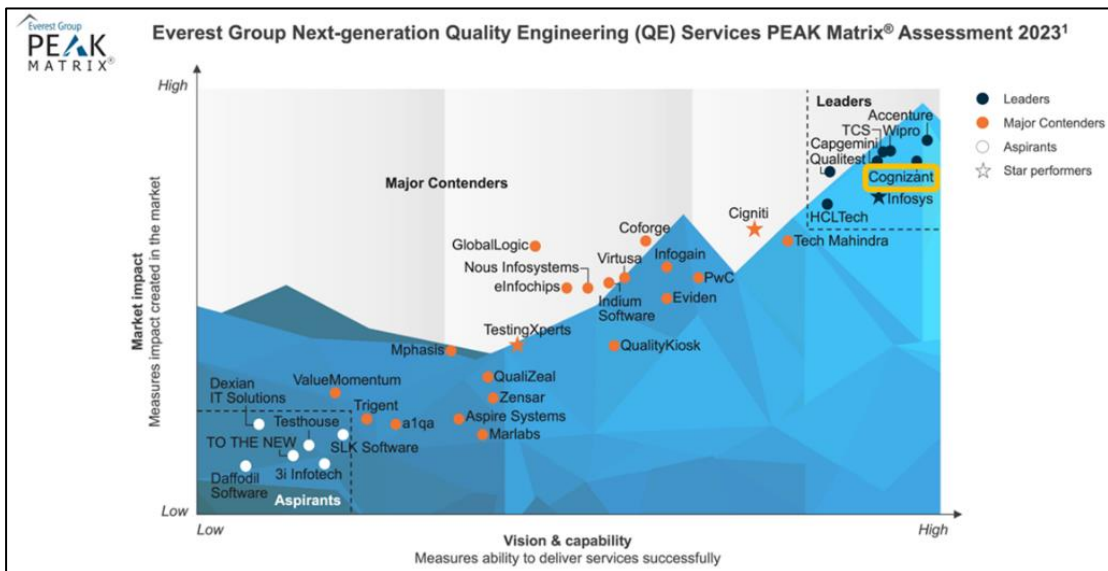 Everest Group
PEAK
MATRIX®
Everest Group Next-generation Quality Engineering (QE) Services PEAK Matrix® Assessment 2023¹
High
Leaders
Accenture
TCS Wipro
Capgemini
Qualitest
Cognizant
Infosys
HCLTech
Leaders
Major Contenders
Aspirants
Star performers
Major Contenders
Cigniti
Coforge
Tech Mahindra
GlobalLogic
Virtusa
Infogain
Nous Infosystems
PwC
eInfochips
Indium
Software
Eviden
TestingXperts
QualityKiosk
Mphasis
QualiZeal
ValueMomentum
Zensar
Dexian
IT Solutions
Trigent
a1qa
Aspire Systems
Marlabs
Testhouse
TO THE NEW
SLK Software
3i Infotech
Daffodil
Software
Aspirants
Market impact
Measures impact created in the market
Low
Low
High
Vision & capability
Measures ability to deliver services successfully